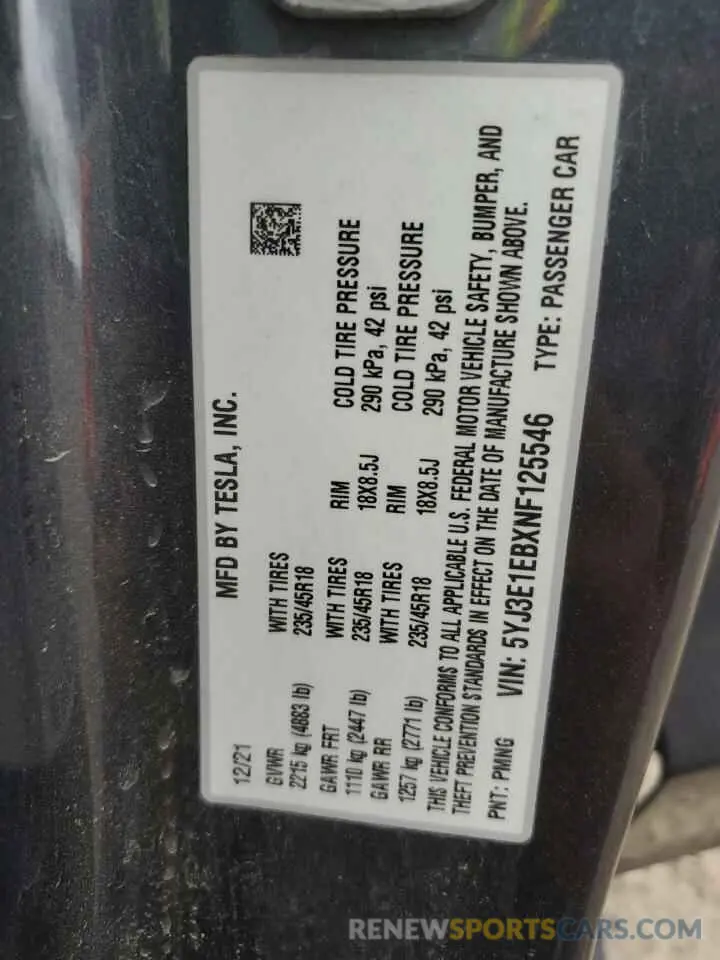 MFD BY TESLA, INC.
12/21
GVWR WITH TIRES
2215 kg (4883 lb) 235/45R18
GAWR FRT WITH TIRES RIM COLD TIRE PRESSURE
1110 kg (2447 lb) 235/45R18 18X8.5J 290 kPa, 42 psi
GAWR RR WITH TIRES RIM COLD TIRE PRESSURE
1257 kg (2771 lb) 235/45R18 18X8.5J 290 kPa, 42 psi
THIS VEHICLE CONFORMS TO ALL APPLICABLE U.S. FEDERAL MOTOR VEHICLE SAFETY, BUMPER, AND
THEFT PREVENTION STANDARDS IN EFFECT ON THE DATE OF MANUFACTURE SHOWN ABOVE.
PNT: PMNG VIN: 5YJ3E1EBXNF125546 TYPE: PASSENGER CAR
RENEWSPORTSCARS.COM